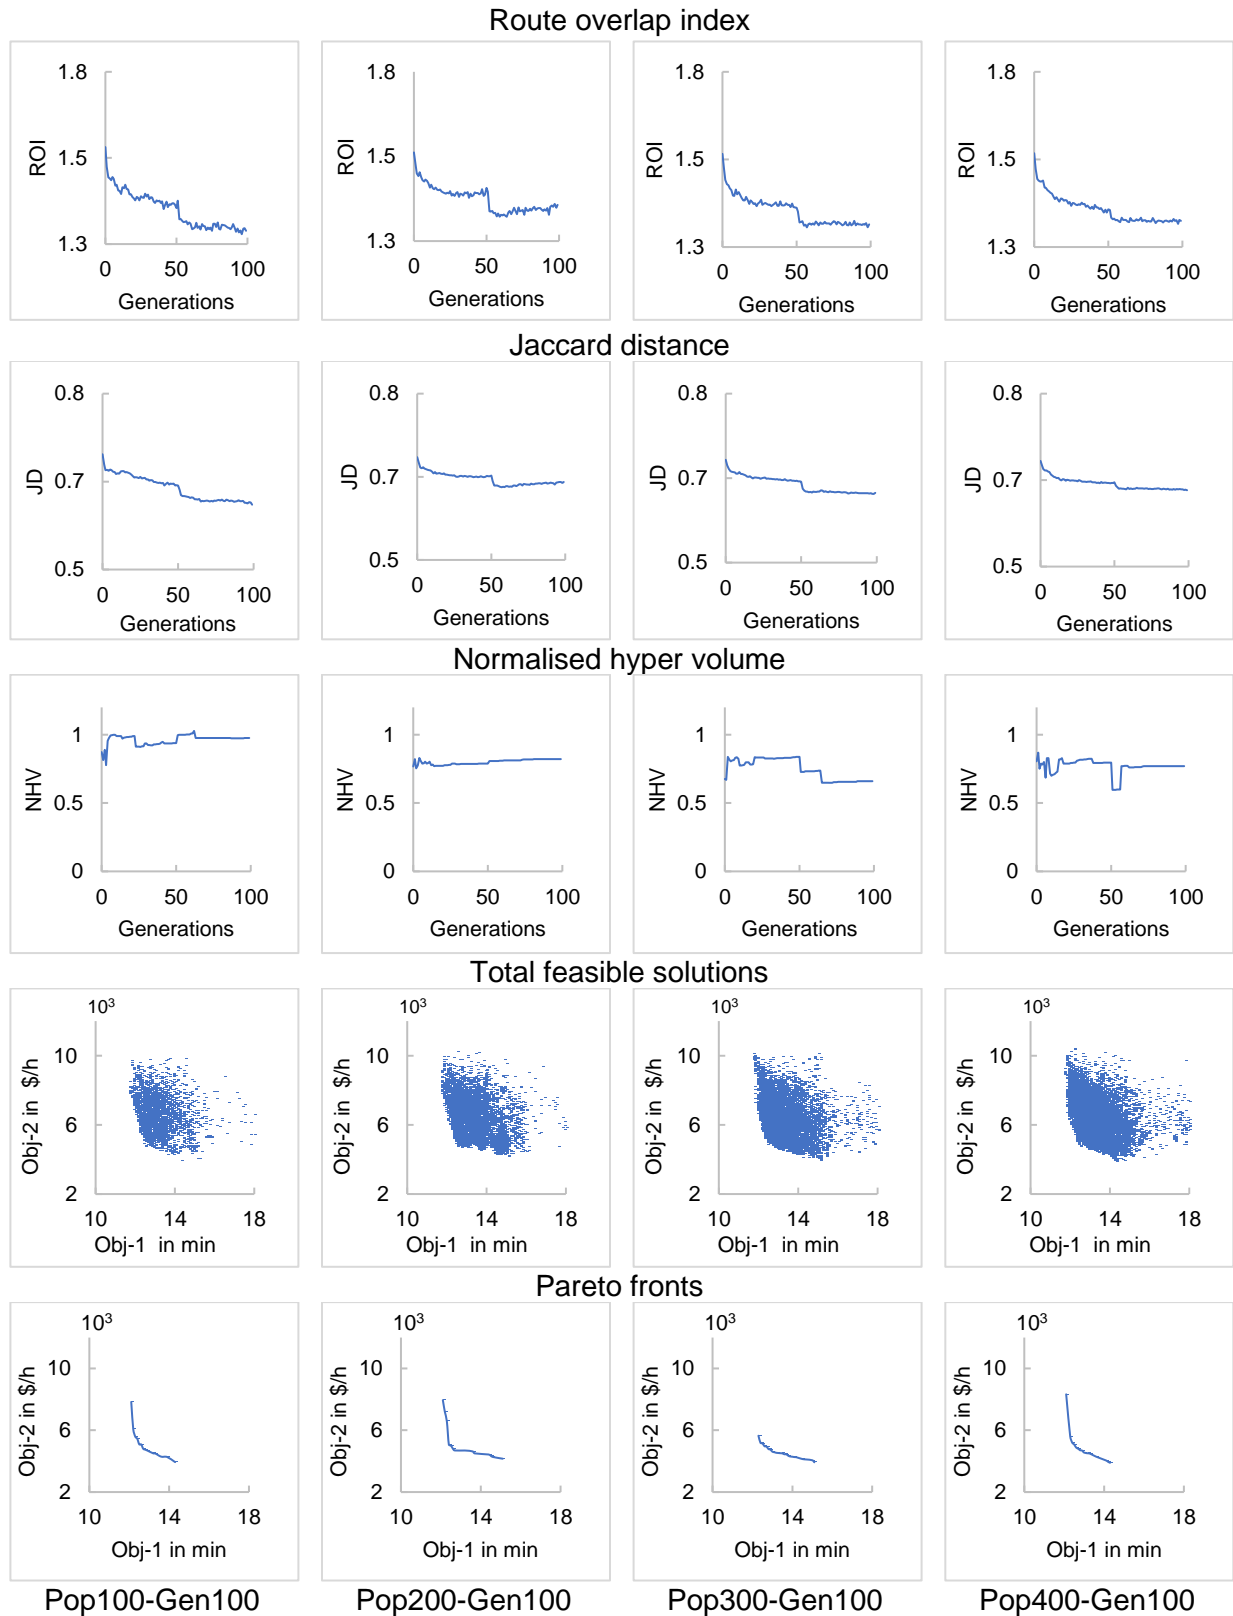 Route overlap index
1.8 1.8 1.8 1.8
ROI ROI ROI ROI
1.5 1.5 1.5 1.5
1.3 1.3 1.3 1.3
0 50 100 0 50 100 0 50 100 0 50 100
Generations Generations Generations Generations
Jaccard distance
0.8 0.8 0.8 0.8
JD JD JD JD
0.7 0.7 0.7 0.7
0.5 0.5 0.5 0.5
0 50 100 0 50 100 0 50 100 0 50 100
Generations Generations Generations Generations
Normalised hyper volume
1 1 1 1
NHV NHV NHV NHV
0.5 0.5 0.5 0.5
0 0 0 0
0 50 100 0 50 100 0 50 100 0 50 100
Generations Generations Generations Generations
Total feasible solutions
10³ 10³ 10³ 10³
10 10 10 10
Obj-2 in $/h Obj-2 in $/h Obj-2 in $/h Obj-2 in $/h
6 6 6 6
2 2 2 2
10 14 18 10 14 18 10 14 18 10 14 18
Obj-1 in min Obj-1 in min Obj-1 in min Obj-1 in min
Pareto fronts
10³ 10³ 10³ 10³
10 10 10 10
Obj-2 in $/h Obj-2 in $/h Obj-2 in $/h Obj-2 in $/h
6 6 6 6
2 2 2 2
10 14 18 10 14 18 10 14 18 10 14 18
Obj-1 in min Obj-1 in min Obj-1 in min Obj-1 in min
Pop100-Gen100 Pop200-Gen100 Pop300-Gen100 Pop400-Gen100